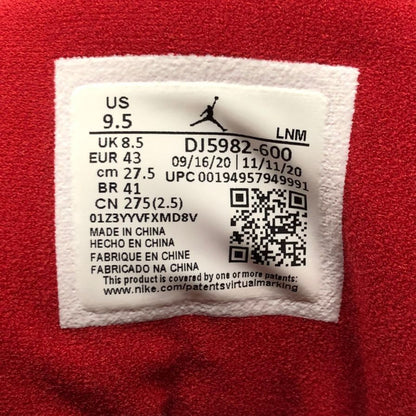 US
9.5
LNM
UK 8.5
DJ5982-600
EUR 43
09/16/20 | 11/11/20
cm 27.5
UPC 00194957949991
BR 41
CN 275(2.5)
01Z3YYVFXMD8V
MADE IN CHINA
HECHO EN CHINA
FABRIQUE EN CHINE
FABRICADO NA CHINA
This product is covered by one or more patents:
www.nike.com/patentsvirtualmarking